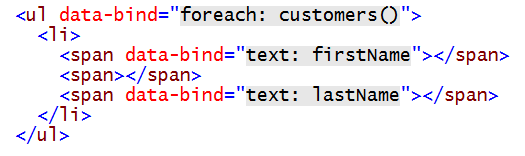 <ul data-bind="foreach: customers()">
<li>
<span data-bind="text: firstName"></span>
<span></span>
<span data-bind="text: lastName"></span>
</li>
</ul>